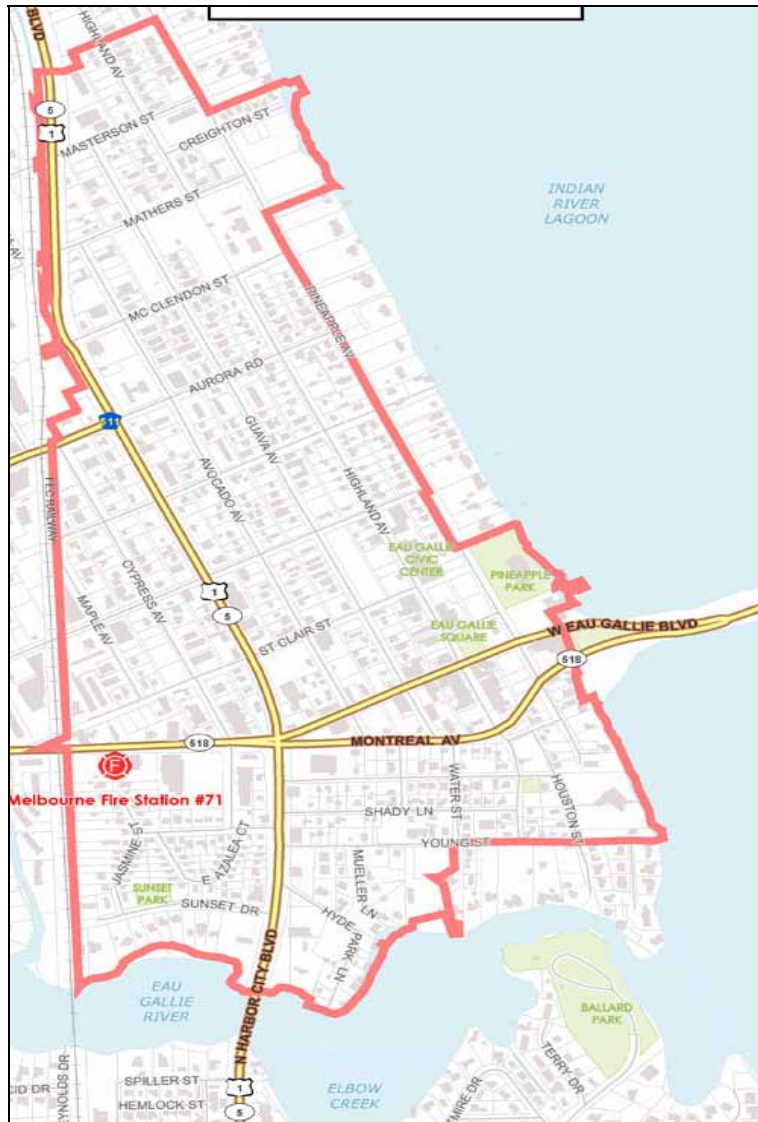 BLVD
HIGHLAND AV
5
1
MASTERSON ST
CREIGHTON ST
MATHERS ST
INDIAN
RIVER
LAGOON
MC CLENDON ST
PINEAPPLE AV
AURORA RD
511
GUAVA AV
AVOCADO AV
HIGHLAND AV
FEC RAILWAY
CYPRESS AV
MAPLE AV
EAU GALLIE
CIVIC
CENTER
PINEAPPLE
PARK
1
5
ST CLAIR ST
EAU GALLIE
SQUARE
W EAU GALLIE BLVD
518
518
MONTREAL AV
F
Melbourne Fire Station #71
WATER ST
HOUSTON ST
SHADY LN
YOUNG ST
JASMINE ST
E AZALEA CT
MUELLER LN
SUNSET
PARK
SUNSET DR
HYDE PARK LN
N HARBOR CITY BLVD
EAU
GALLIE
RIVER
BALLARD
PARK
TERRY DR
SPILLER ST
1
HEMLOCK ST
5
ELBOW
CREEK